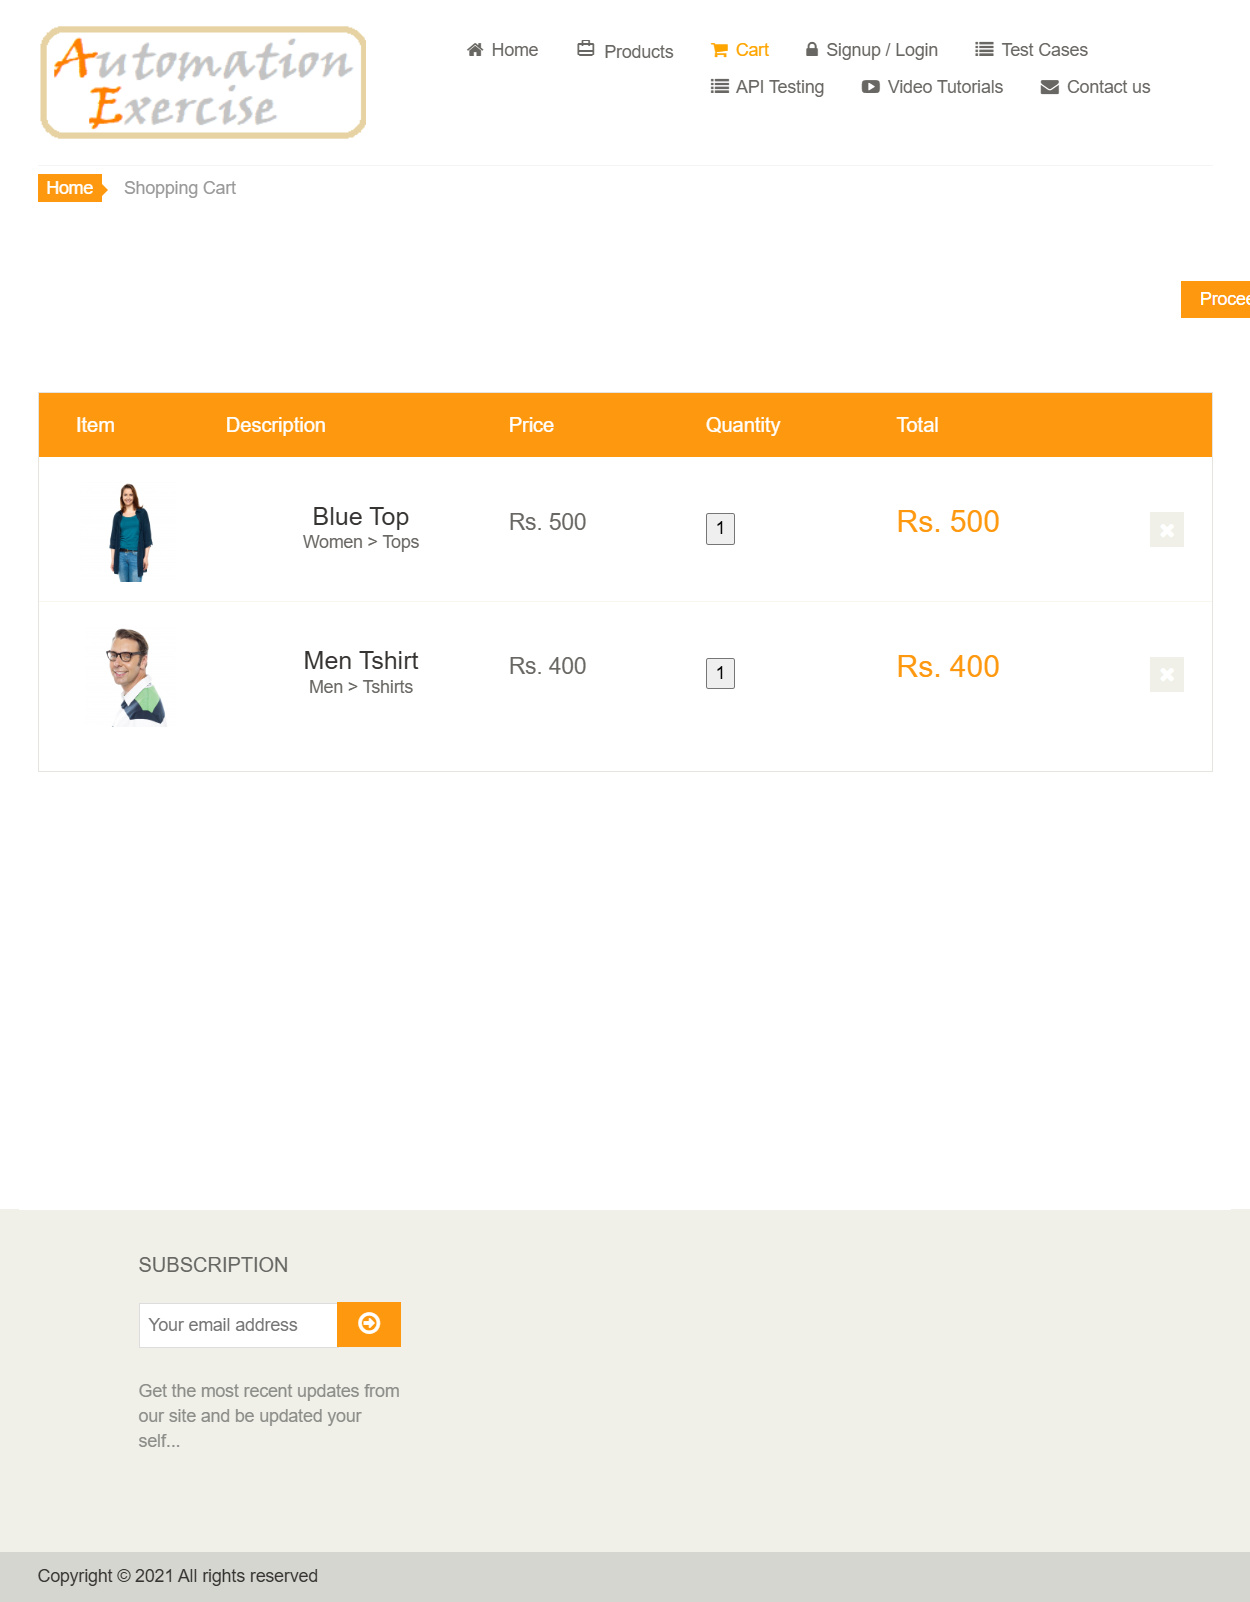 Automation
Exercise
Home
Products
Cart
Signup / Login
Test Cases
API Testing
Video Tutorials
Contact us
Home
Shopping Cart
Item Description Price Quantity Total
Blue Top
Women > Tops
Rs. 500
1
Rs. 500
Men Tshirt
Men > Tshirts
Rs. 400
1
Rs. 400
SUBSCRIPTION
Your email address
Get the most recent updates from
our site and be updated your
self...
Copyright © 2021 All rights reserved